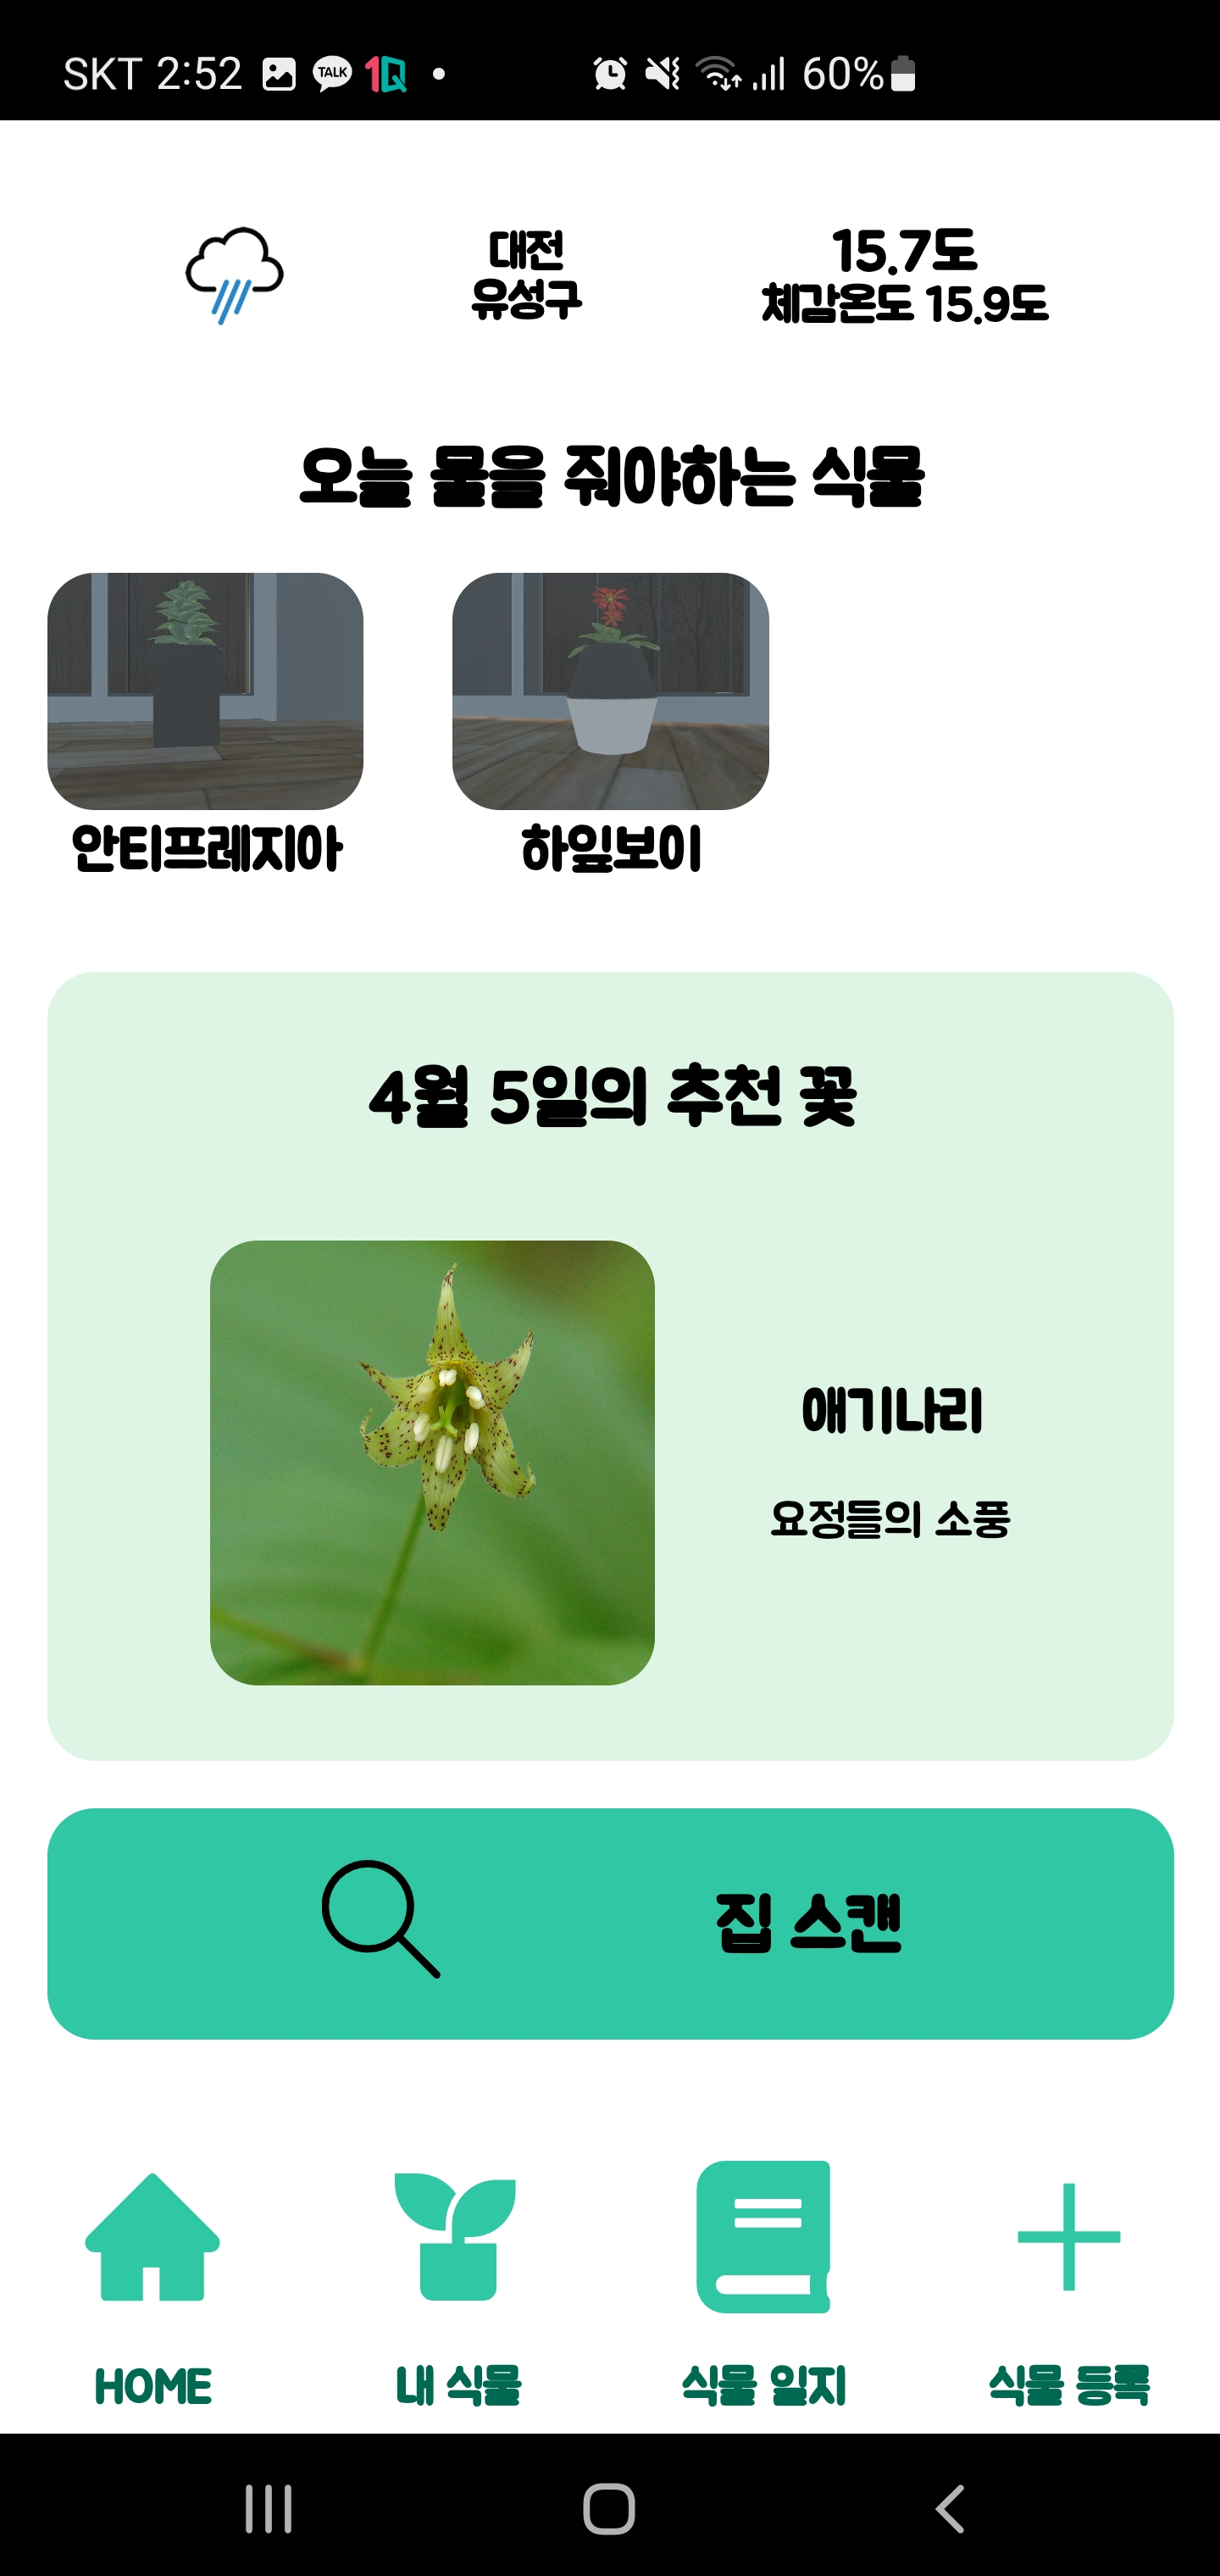 SKT 2:52 TALK 1Q 60%
대전
유성구
15.7도
체감온도 15.9도
오늘 물을 줘야하는 식물
안티프레지아
하잎보이
4월 5일의 추천 꽃
애기나리
요정들의 소풍
집 스캔
HOME
내 식물
식물 일지
식물 등록